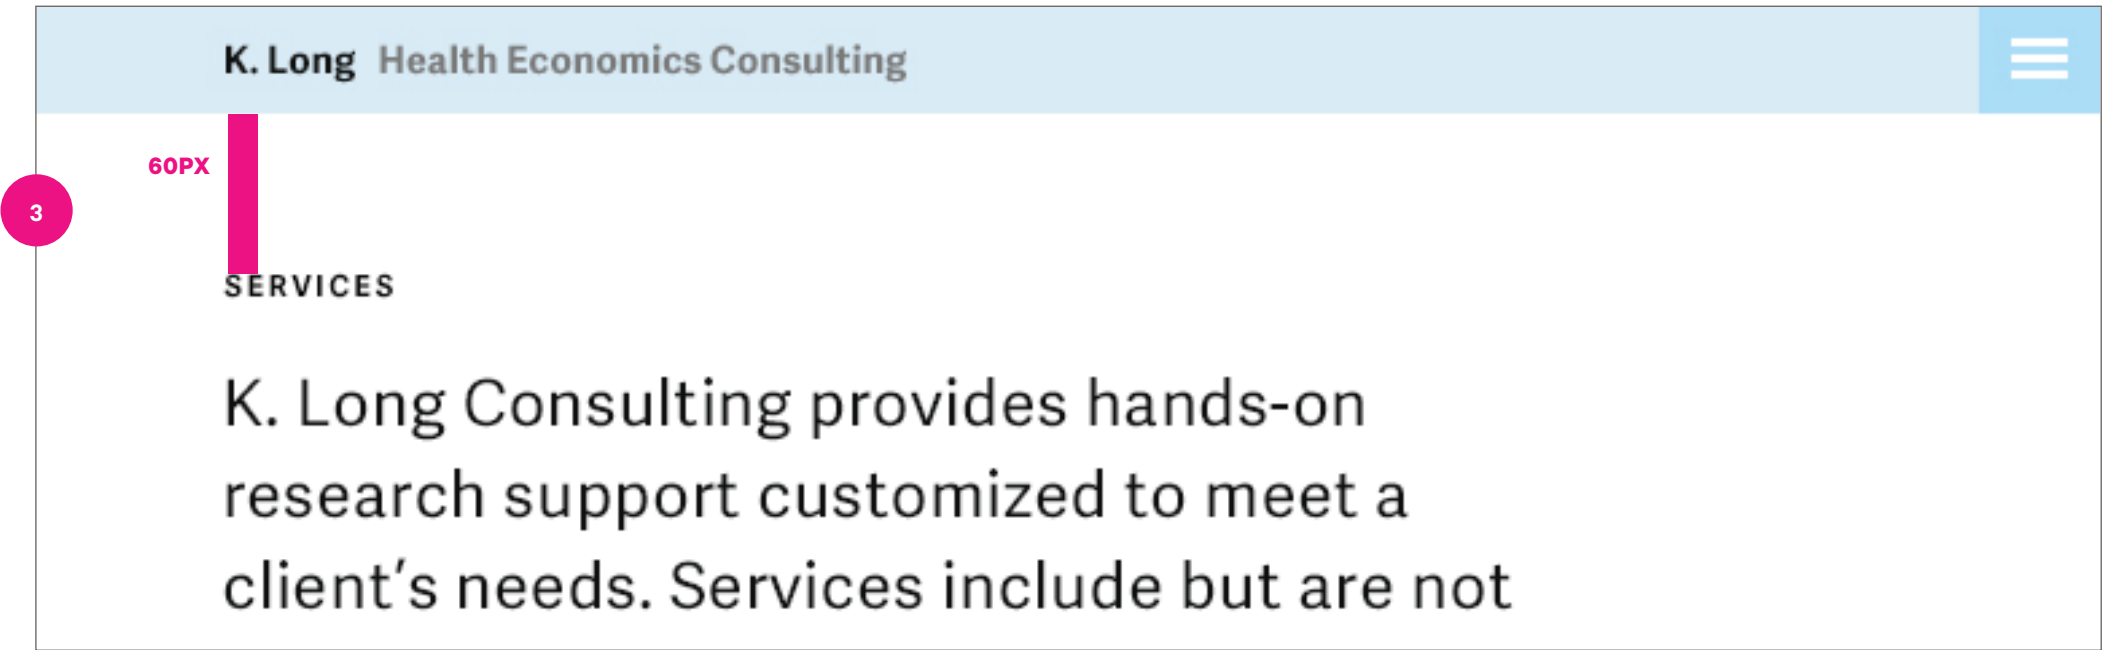 K. Long Health Economics Consulting
60PX
3
SERVICES
K. Long Consulting provides hands-on
research support customized to meet a
client’s needs. Services include but are not